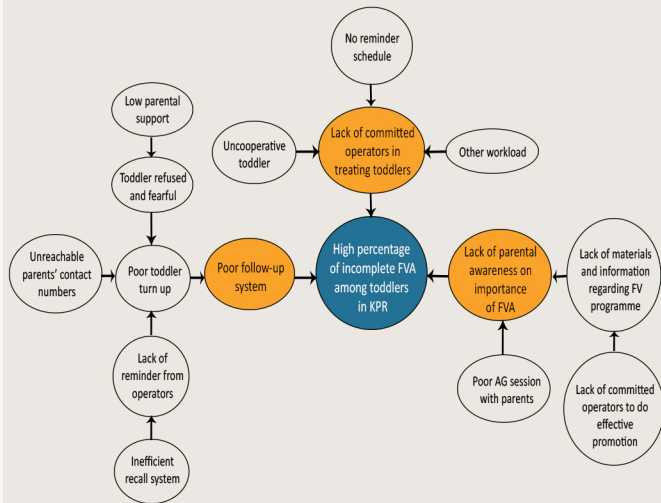 No reminder
schedule
Low parental
support
Uncooperative
toddler
Lack of committed
operators in
treating toddlers
Other workload
Toddler refused
and fearful
Unreachable
parents' contact
numbers
Poor toddler
turn up
Poor follow-up
system
High percentage
of incomplete FVA
among toddlers
in KPR
Lack of parental
awareness on
importance
of FVA
Lack of materials
and information
regarding FV
programme
Lack of
reminder from
operators
Poor AG session
with parents
Lack of committed
operators to do
effective
promotion
Inefficient
recall system